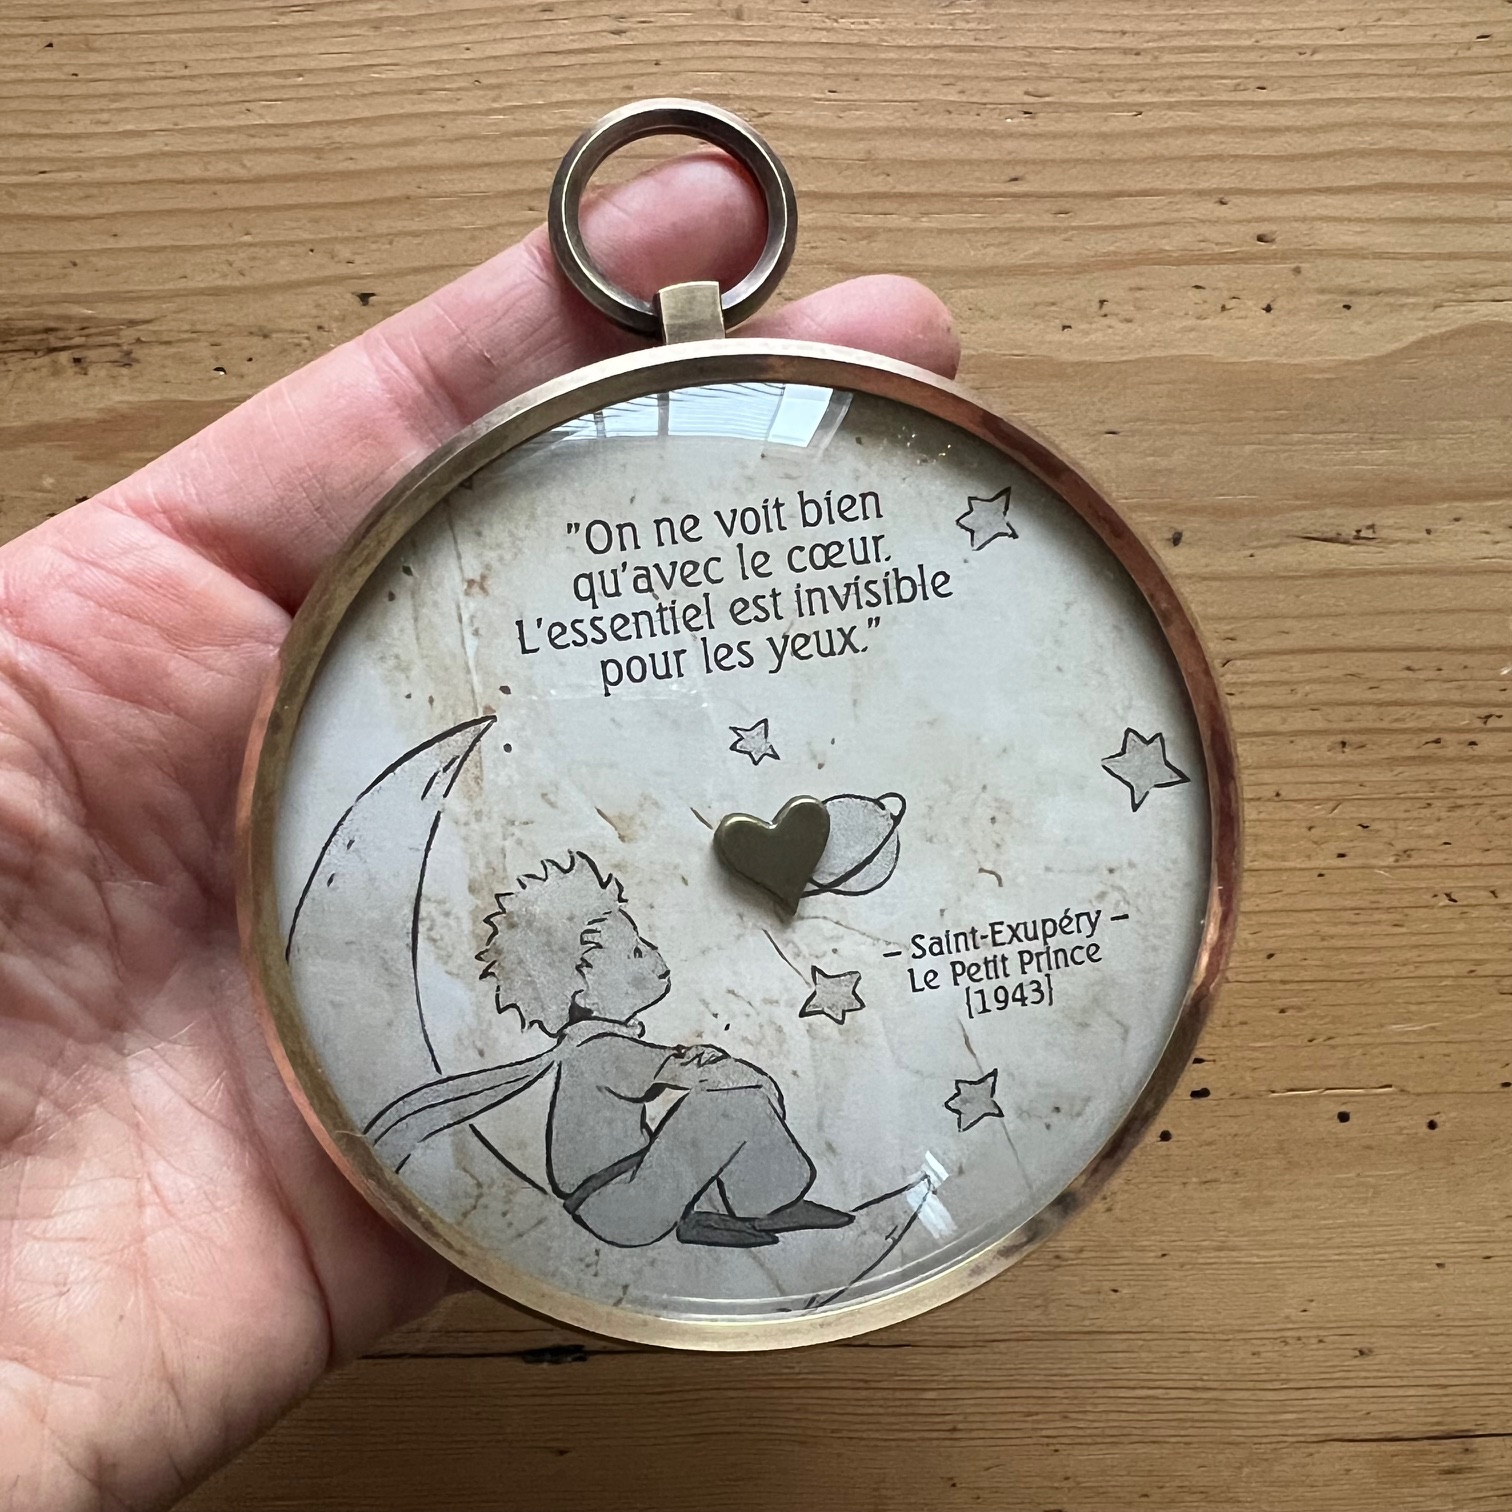 "On ne voit bien
qu'avec le cœur.
L'essentiel est invisible
pour les yeux."
– Saint-Exupéry –
Le Petit Prince
[1943]